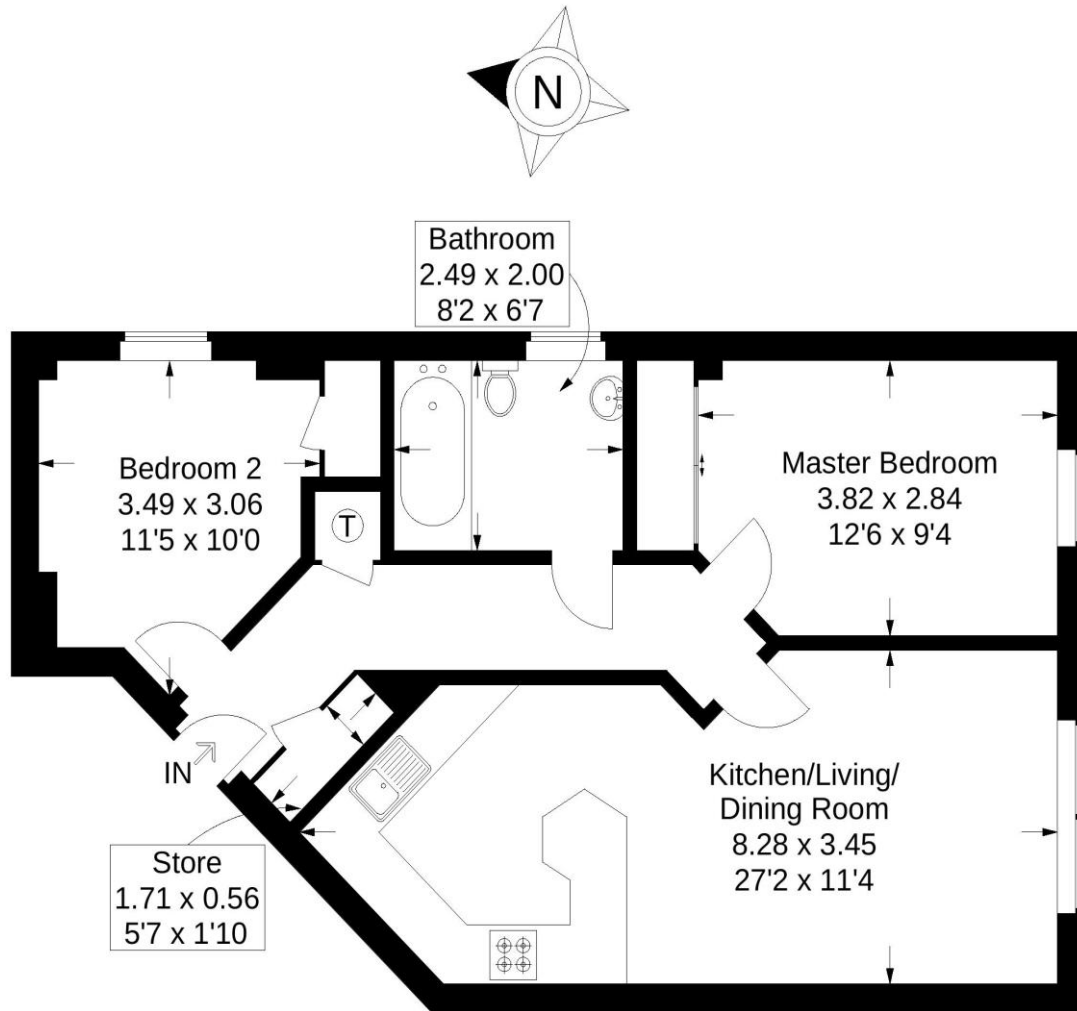 N
Bathroom
2.49 x 2.00
8'2 x 6'7
Bedroom 2
3.49 x 3.06
11'5 x 10'0
T
Master Bedroom
3.82 x 2.84
12'6 x 9'4
IN
Kitchen/Living/
Dining Room
8.28 x 3.45
27'2 x 11'4
Store
1.71 x 0.56
5'7 x 1'10